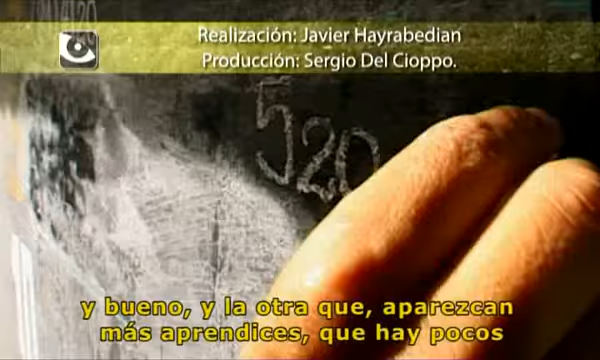 Realización: Javier Hayrabedian
Producción: Sergio Del Cioppo.
520
y bueno, y la otra que, aparezcan
más aprendices, que hay pocos